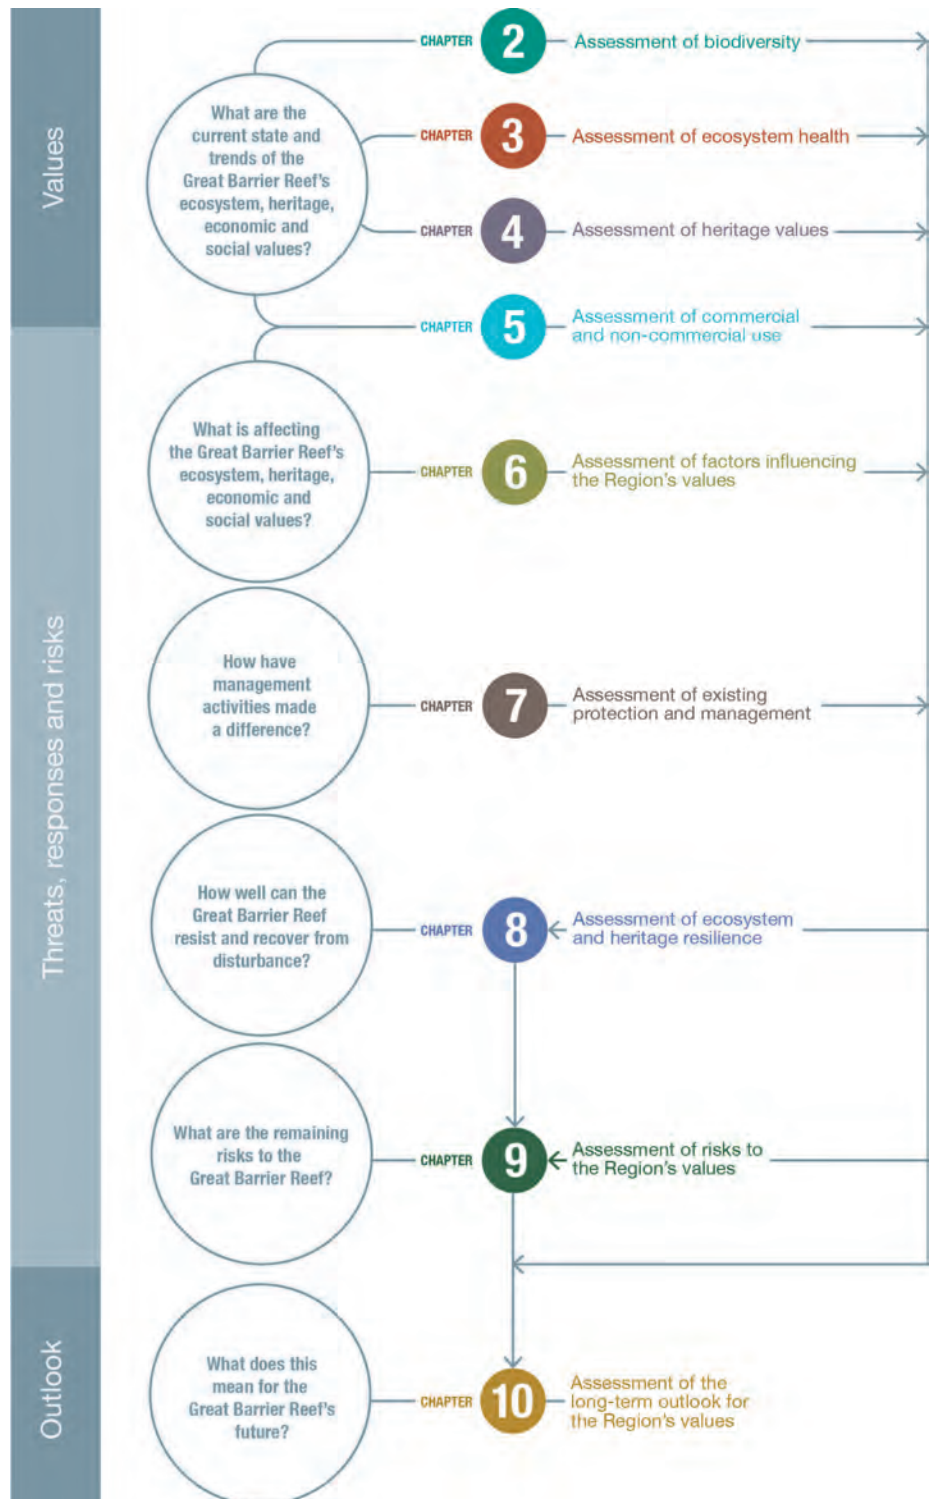 Values
What are the
current state and
trends of the
Great Barrier Reef's
ecosystem, heritage,
economic and
social values?
CHAPTER 2 Assessment of biodiversity
CHAPTER 3 Assessment of ecosystem health
CHAPTER 4 Assessment of heritage values
CHAPTER 5 Assessment of commercial
and non-commercial use
Threats, responses and risks
What is affecting
the Great Barrier Reef's
ecosystem, heritage,
economic and
social values?
CHAPTER 6 Assessment of factors influencing
the Region's values
How have
management
activities made
a difference?
CHAPTER 7 Assessment of existing
protection and management
How well can the
Great Barrier Reef
resist and recover from
disturbance?
CHAPTER 8 Assessment of ecosystem
and heritage resilience
What are the remaining
risks to the
Great Barrier Reef?
CHAPTER 9 Assessment of risks to
the Region's values
Outlook
What does this
mean for the
Great Barrier Reef's
future?
CHAPTER 10 Assessment of the
long-term outlook for
the Region's values